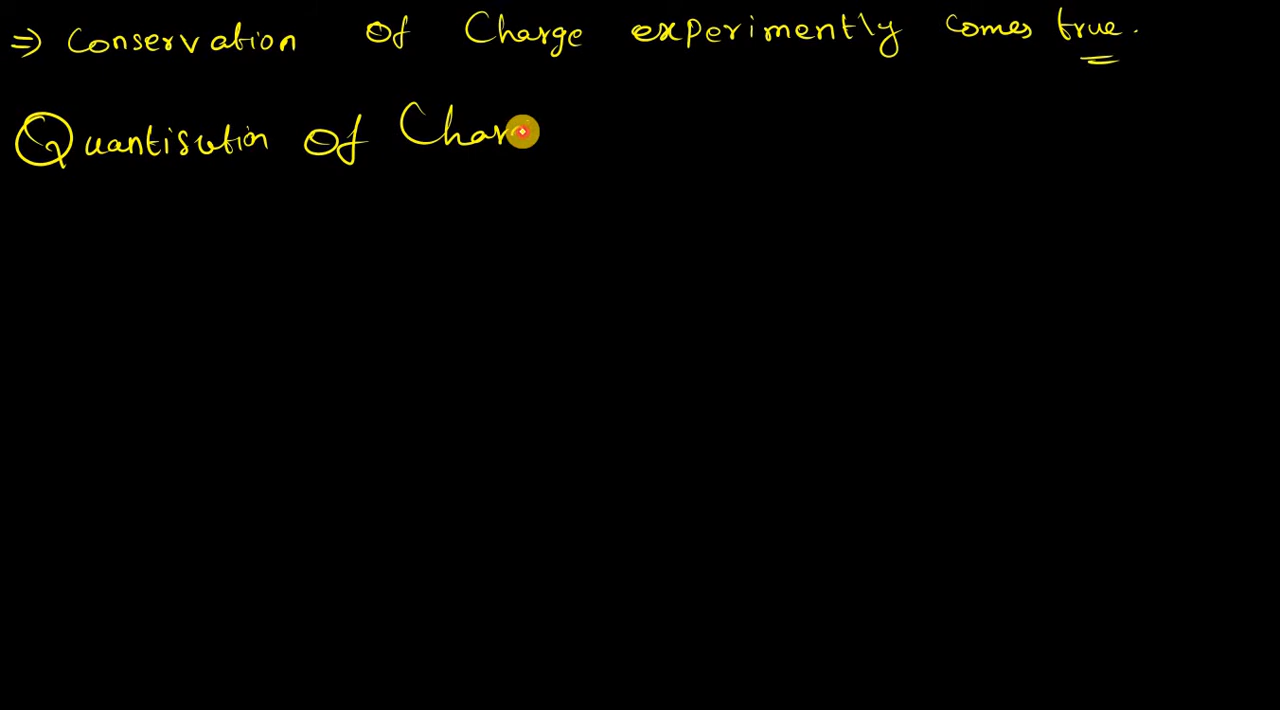 ⇒ Conservation of Charge experimently comes true.
Quantisation of Char